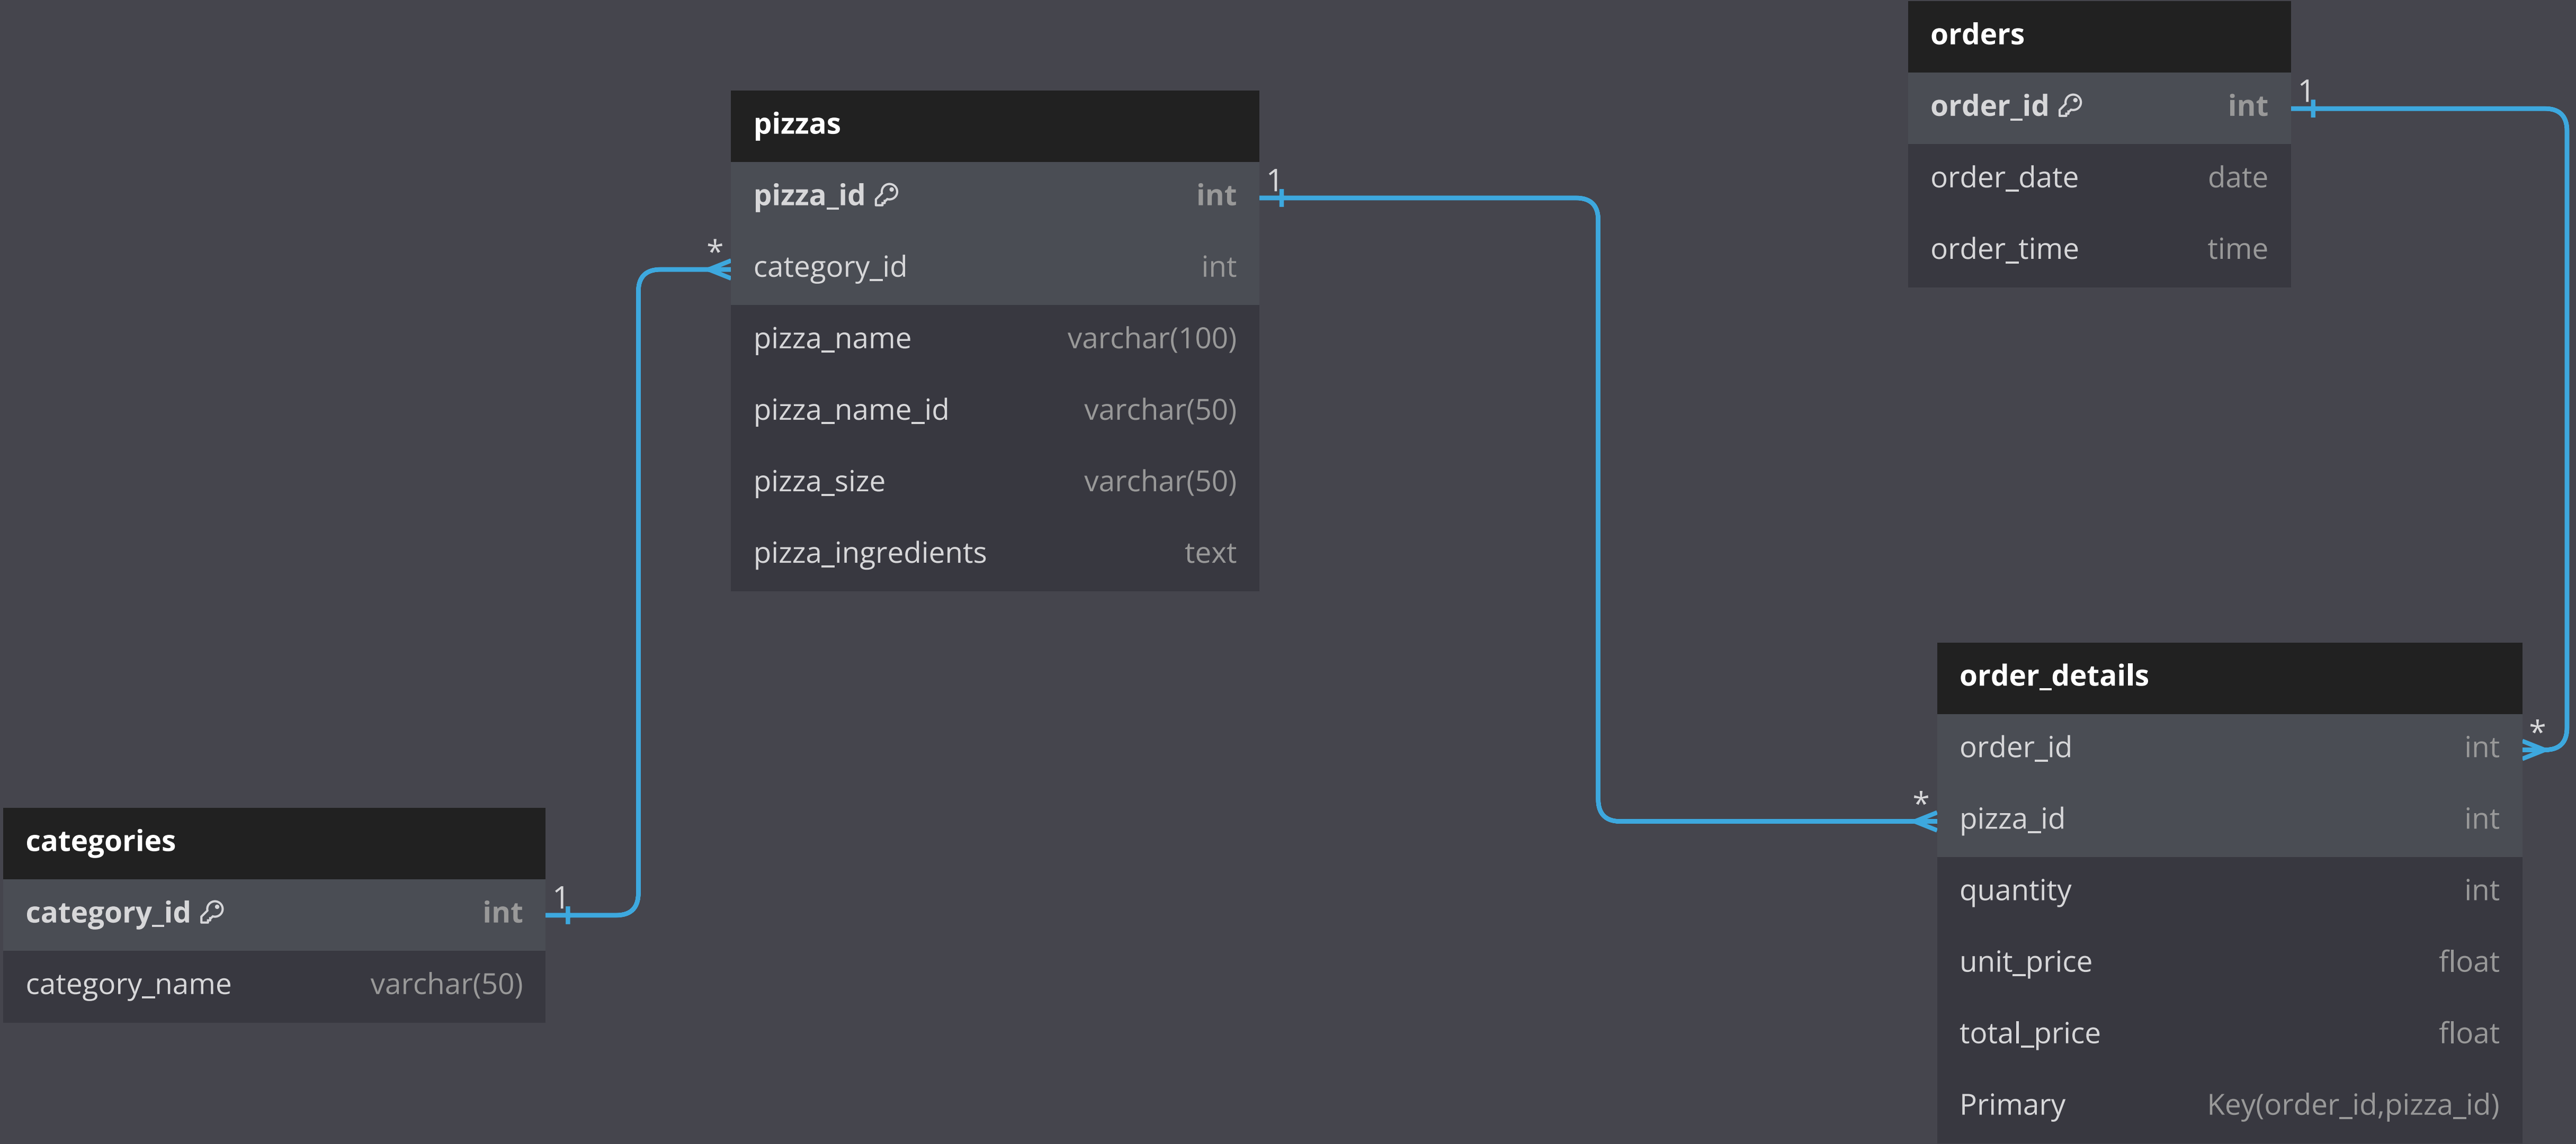 orders
order_id int
order_date date
order_time time
1
pizzas
pizza_id int
category_id int
pizza_name varchar(100)
pizza_name_id varchar(50)
pizza_size varchar(50)
pizza_ingredients text
1
*
categories
category_id int
category_name varchar(50)
1
order_details
order_id int
pizza_id int
quantity int
unit_price float
total_price float
Primary Key(order_id,pizza_id)
*
*